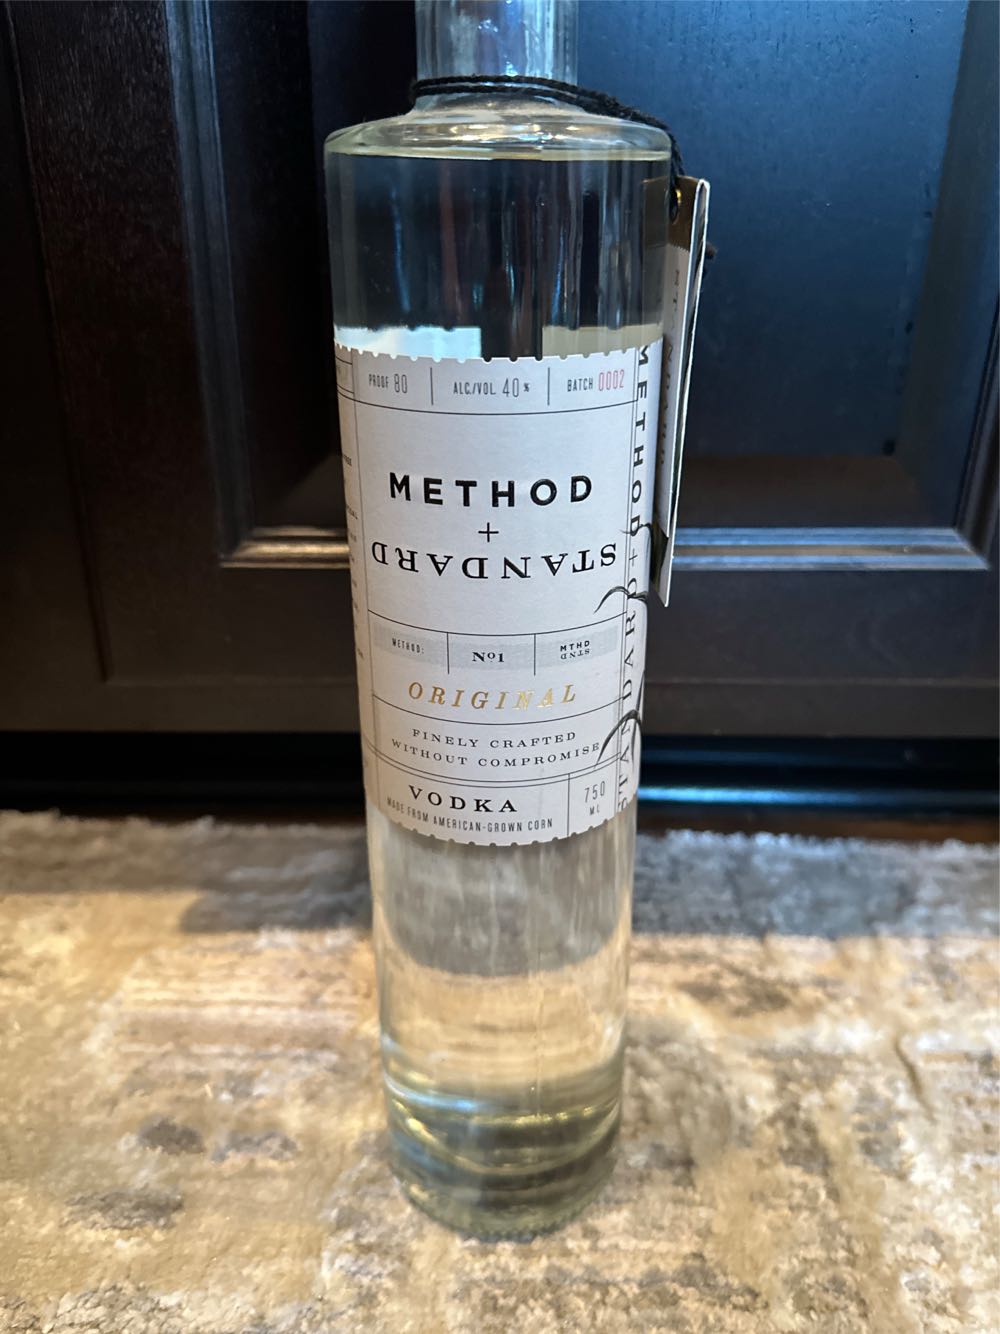 PROOF 80 ALC./VOL. 40% BATCH 0002
METHOD
+
STANDARD
METHOD: Nº1 MTHD
STND
ORIGINAL
FINELY CRAFTED
WITHOUT COMPROMISE
VODKA
MADE FROM AMERICAN-GROWN CORN
750
ML
METHOD + STANDARD